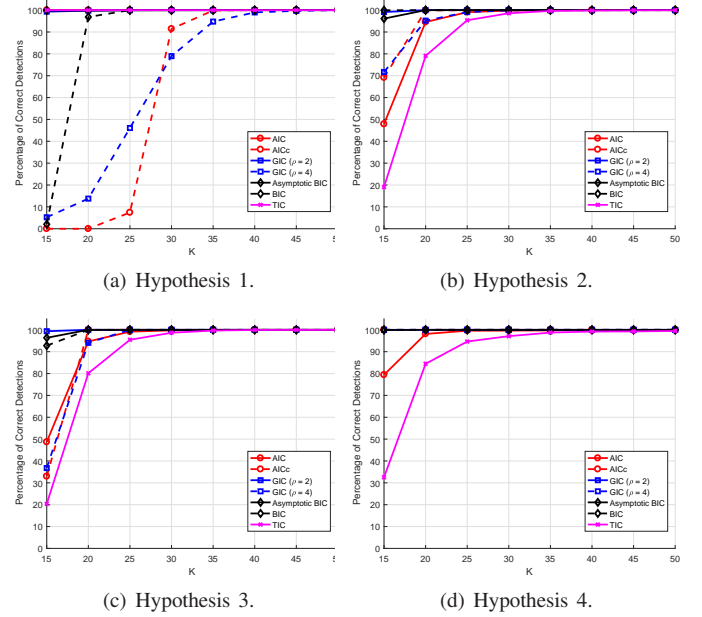 Percentage of Correct Detections
100
90
80
70
60
50
40
30
20
10
0
15 20 25 30 35 40 45 50
K
AIC
AICc
GIC (ρ = 2)
GIC (ρ = 4)
Asymptotic BIC
BIC
TIC
(a) Hypothesis 1.
Percentage of Correct Detections
100
90
80
70
60
50
40
30
20
10
0
15 20 25 30 35 40 45 50
K
AIC
AICc
GIC (ρ = 2)
GIC (ρ = 4)
Asymptotic BIC
BIC
TIC
(b) Hypothesis 2.
Percentage of Correct Detections
100
90
80
70
60
50
40
30
20
10
0
15 20 25 30 35 40 45 5
K
AIC
AICc
GIC (ρ = 2)
GIC (ρ = 4)
Asymptotic BIC
BIC
TIC
(c) Hypothesis 3.
Percentage of Correct Detections
100
90
80
70
60
50
40
30
20
10
0
15 20 25 30 35 40 45 50
K
AIC
AICc
GIC (ρ = 2)
GIC (ρ = 4)
Asymptotic BIC
BIC
TIC
(d) Hypothesis 4.